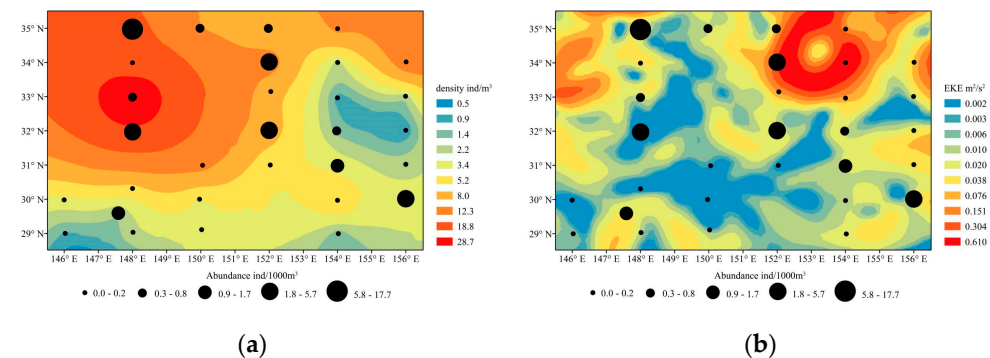 35° N
34° N
33° N
32° N
31° N
30° N
29° N
146° E 147° E 148° E 149° E 150° E 151° E 152° E 153° E 154° E 155° E 156° E
density ind/m³
0.5
0.9
1.4
2.2
3.4
5.2
8.0
12.3
18.8
28.7
Abundance ind/1000m³
0.0 - 0.2 0.3 - 0.8 0.9 - 1.7 1.8 - 5.7 5.8 - 17.7
(a)
35° N
34° N
33° N
32° N
31° N
30° N
29° N
146° E 147° E 148° E 149° E 150° E 151° E 152° E 153° E 154° E 155° E 156° E
EKE m²/s²
0.002
0.003
0.006
0.010
0.020
0.038
0.076
0.151
0.304
0.610
Abundance ind/1000m³
0.0 - 0.2 0.3 - 0.8 0.9 - 1.7 1.8 - 5.7 5.8 - 17.7
(b)